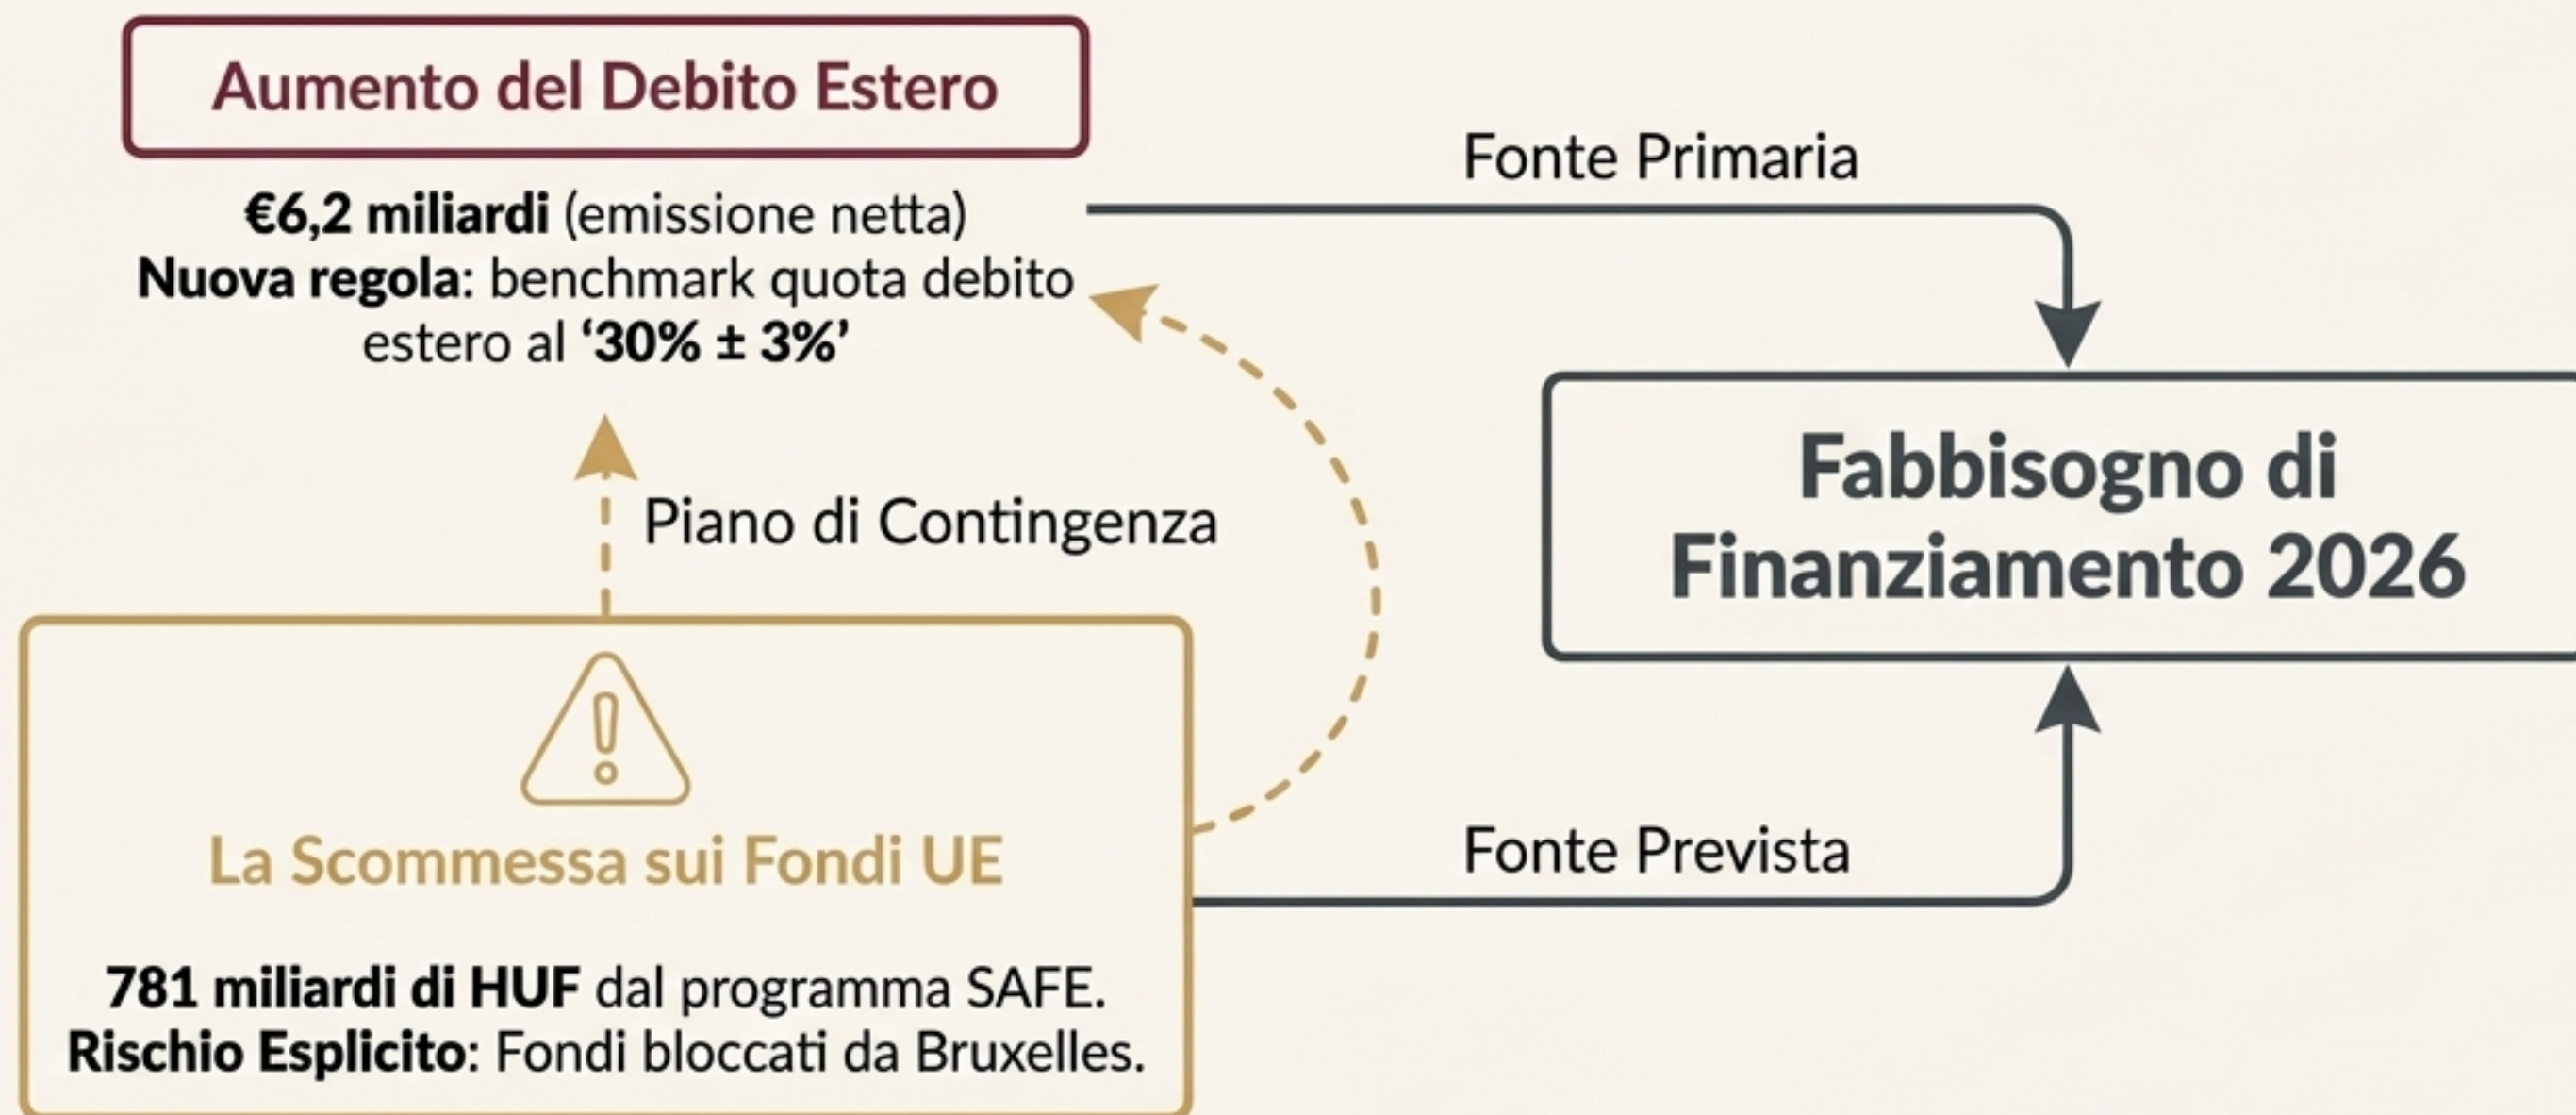 Aumento del Debito Estero
€6,2 miliardi (emissione netta)
Nuova regola: benchmark quota debito
estero al ‘30% ± 3%’
Fonte Primaria
Fabbisogno di
Finanziamento 2026
Piano di Contingenza
La Scommessa sui Fondi UE
781 miliardi di HUF dal programma SAFE.
Rischio Esplicito: Fondi bloccati da Bruxelles.
Fonte Prevista